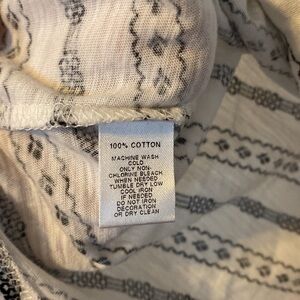 100% COTTON
MACHINE WASH
COLD
ONLY NON-
CHLORINE BLEACH
WHEN NEEDED
TUMBLE DRY LOW
COOL IRON
IF NEEDED
DO NOT IRON
DECORATION
OR DRY CLEAN